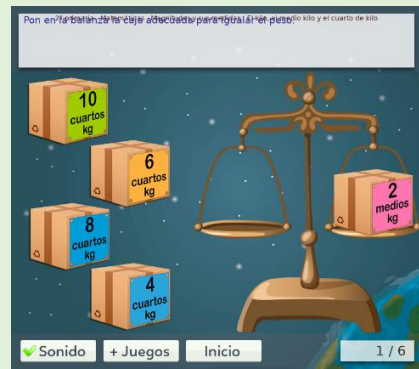 Pon en la balanza la caja adecuada para igualar el peso.
10
cuartos
kg
6
cuartos
kg
8
cuartos
kg
4
cuartos
kg
2
medios
kg
Sonido
+ Juegos
Inicio
1 / 6